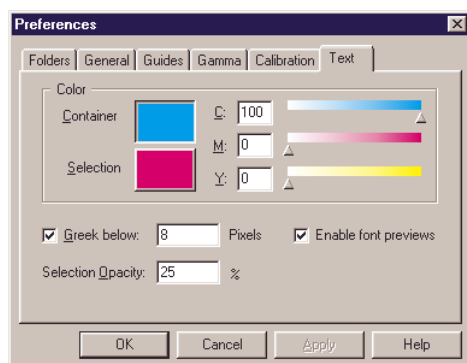 Preferences
Folders General Guides Gamma Calibration Text
Color
Container C: 100
M: 0
Selection Y: 0
Greek below: 8 Pixels Enable font previews
Selection Opacity: 25 %
OK Cancel Apply Help